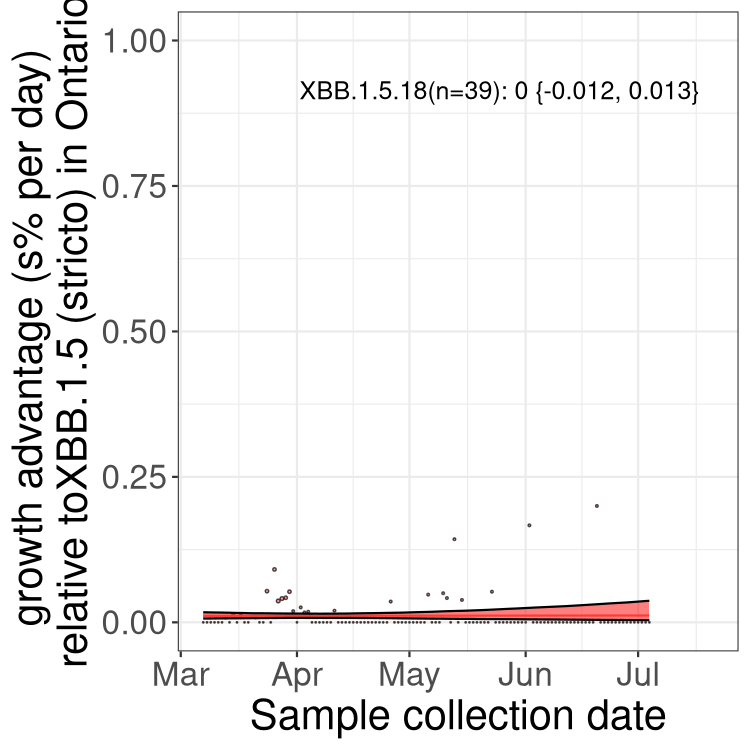 growth advantage (s% per day)
relative toXBB.1.5 (stricto) in Ontario
1.00
XBB.1.5.18(n=39): 0 {-0.012, 0.013}
0.75
0.50
0.25
0.00
Mar Apr May Jun Jul
Sample collection date